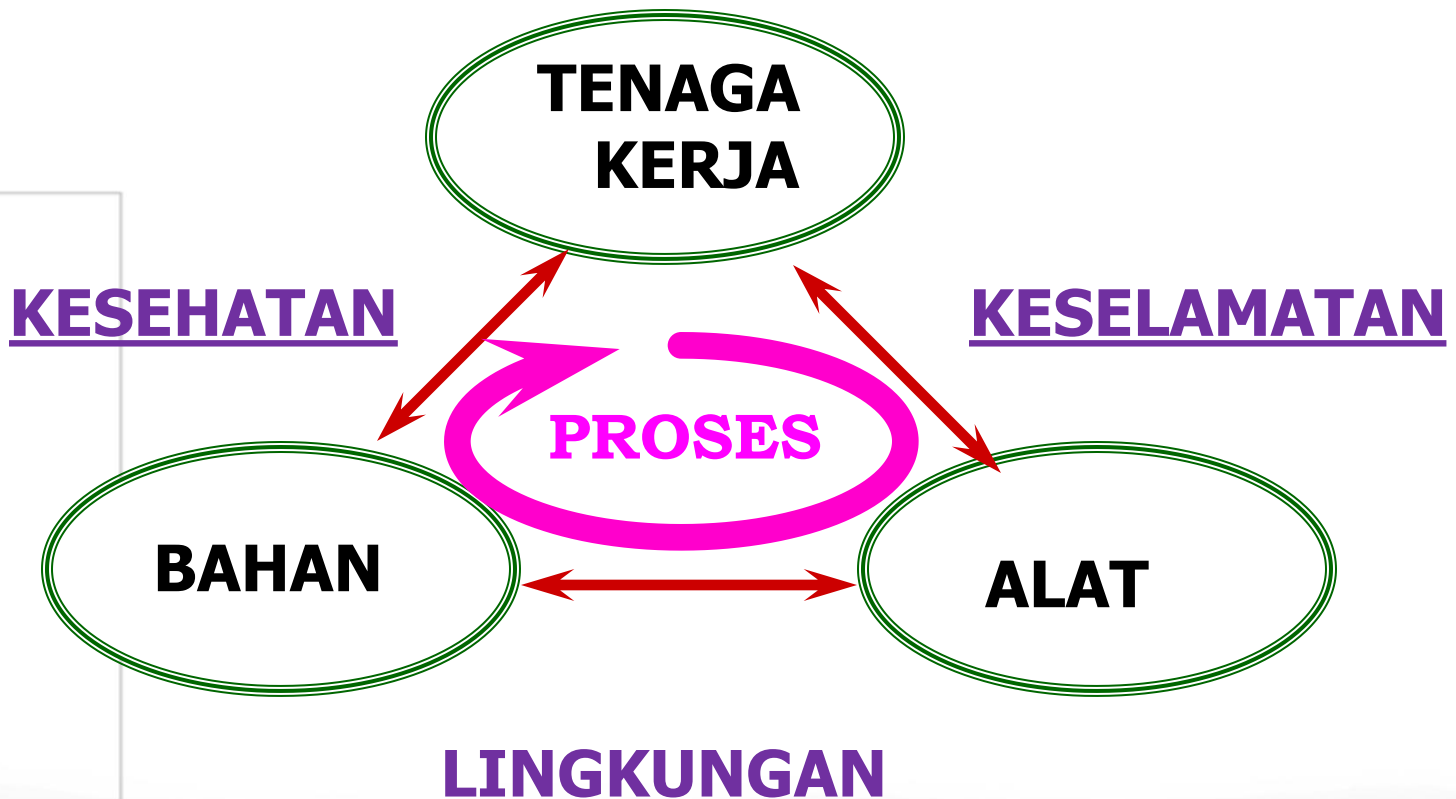 TENAGA
KERJA
KESEHATAN
KESELAMATAN
PROSES
BAHAN
ALAT
LINGKUNGAN